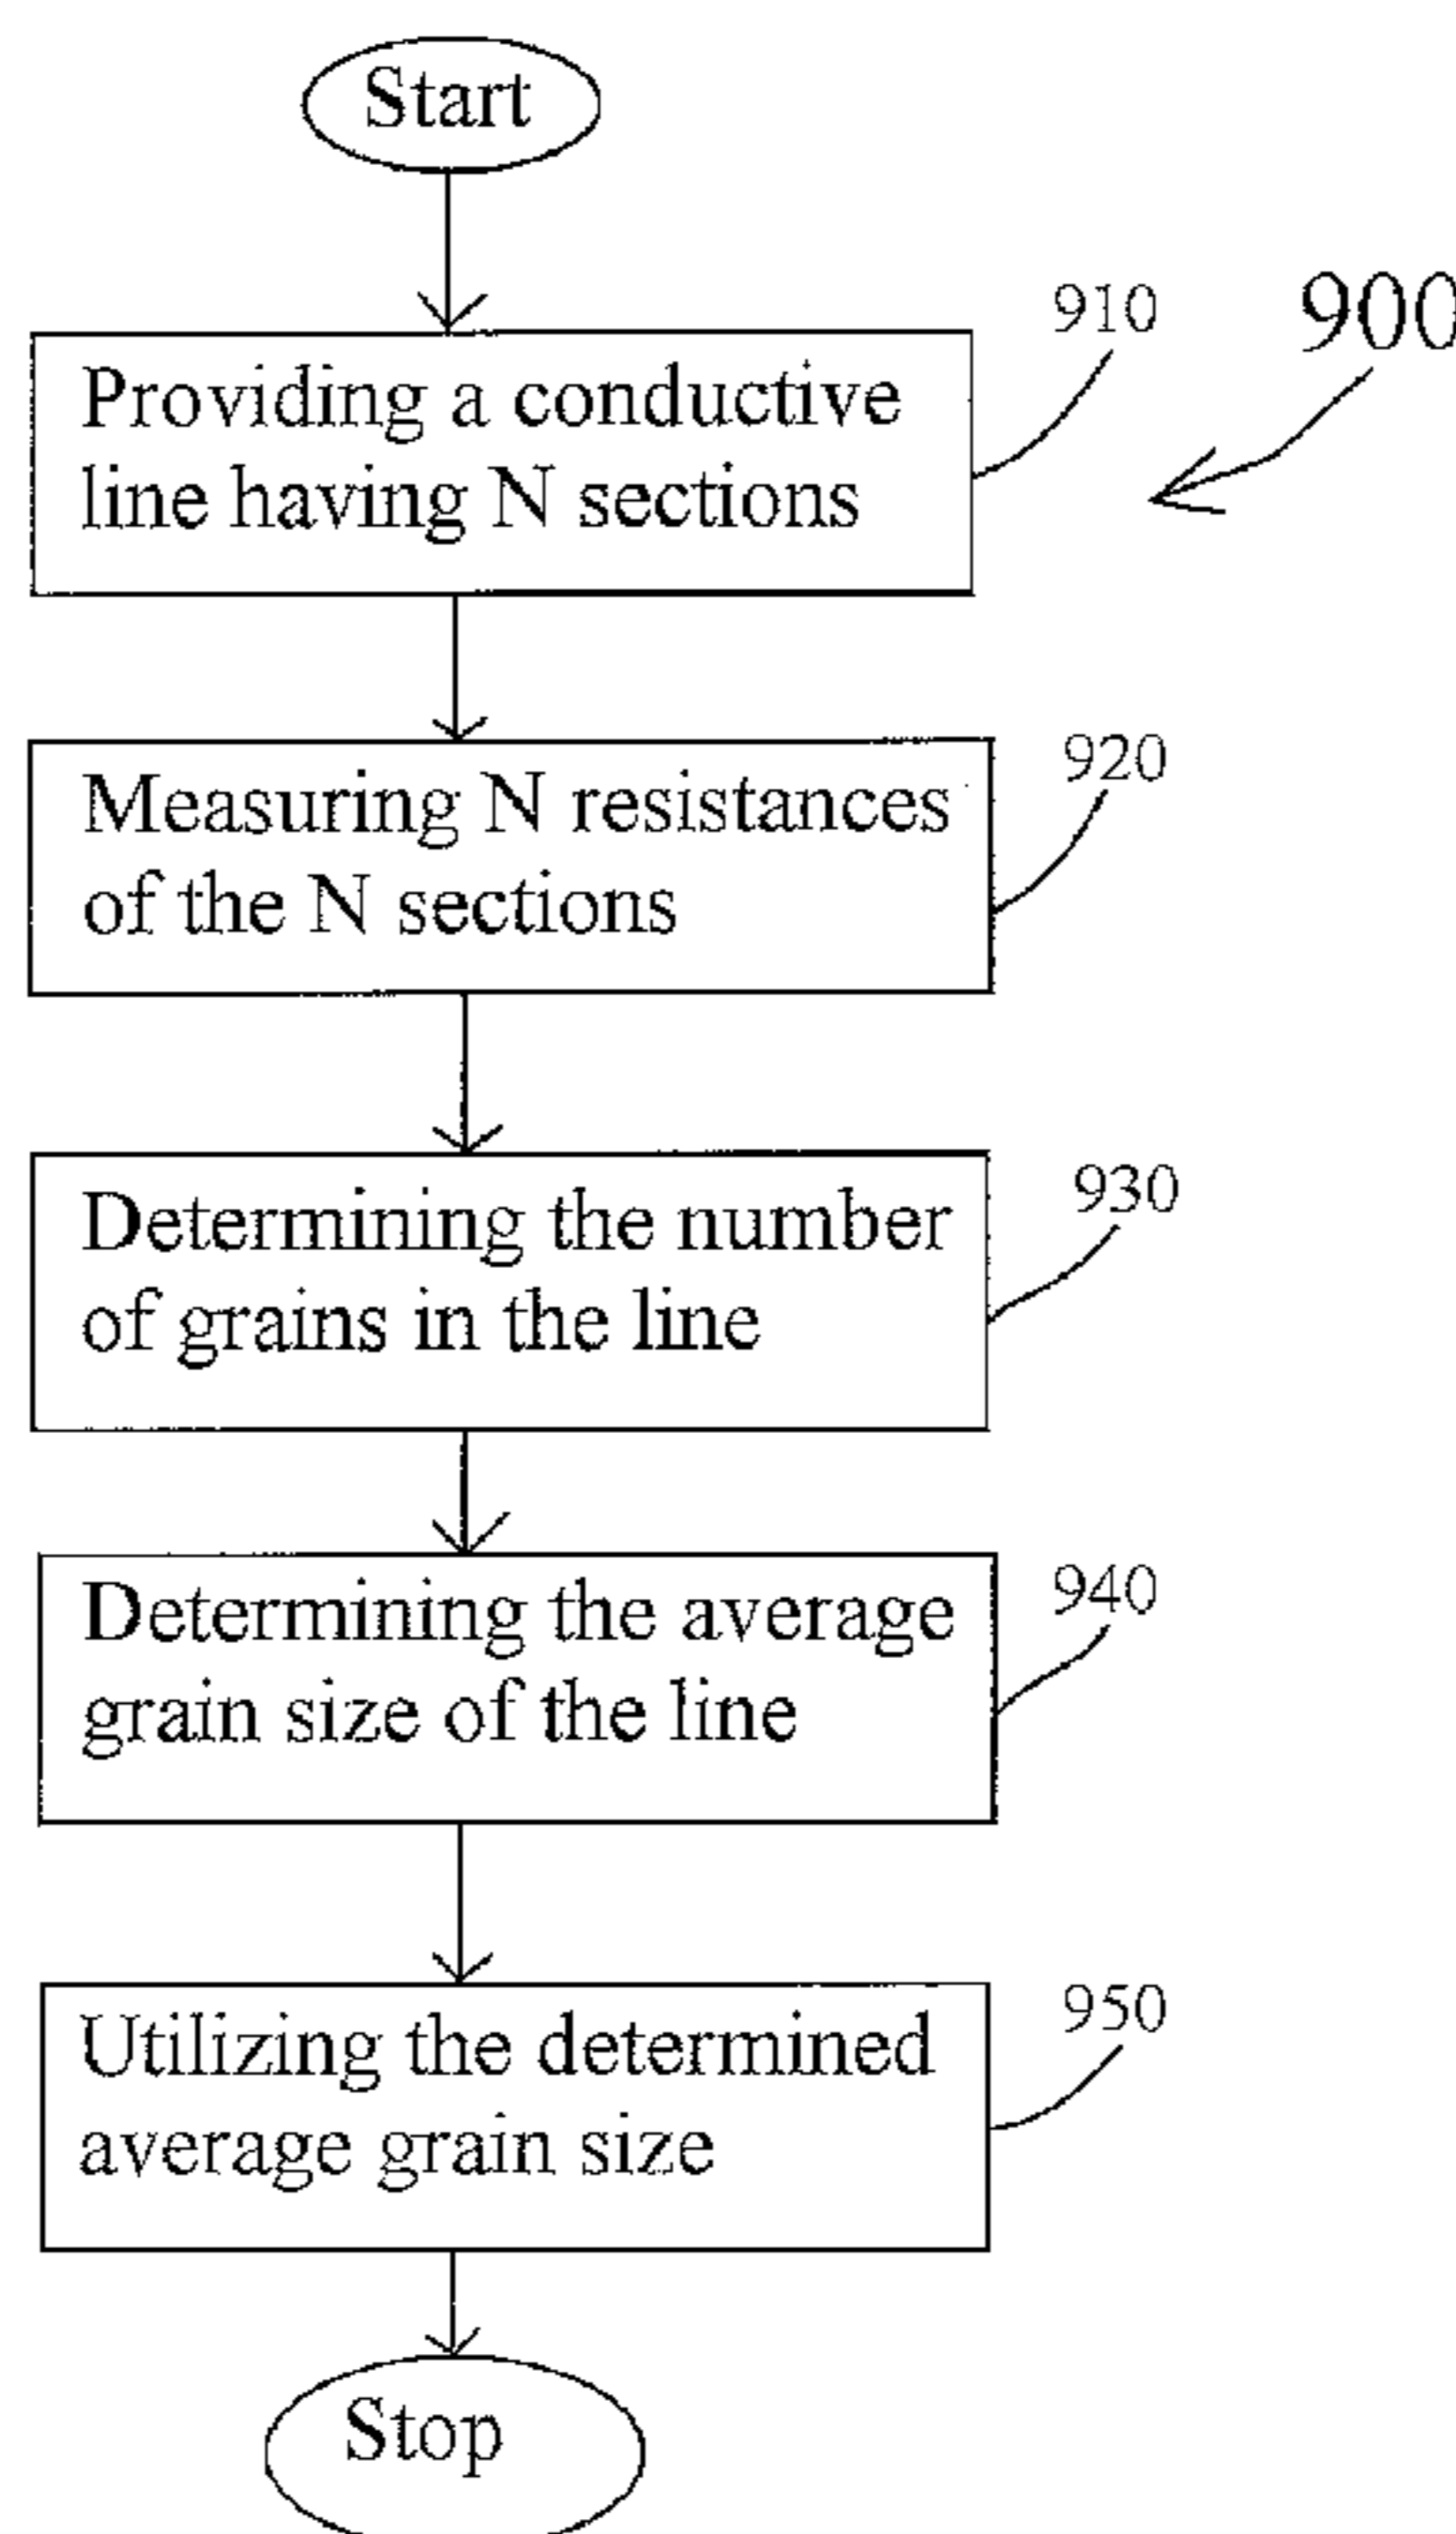 Start
910
900
Providing a conductive
line having N sections
920
Measuring N resistances
of the N sections
930
Determining the number
of grains in the line
940
Determining the average
grain size of the line
950
Utilizing the determined
average grain size
Stop